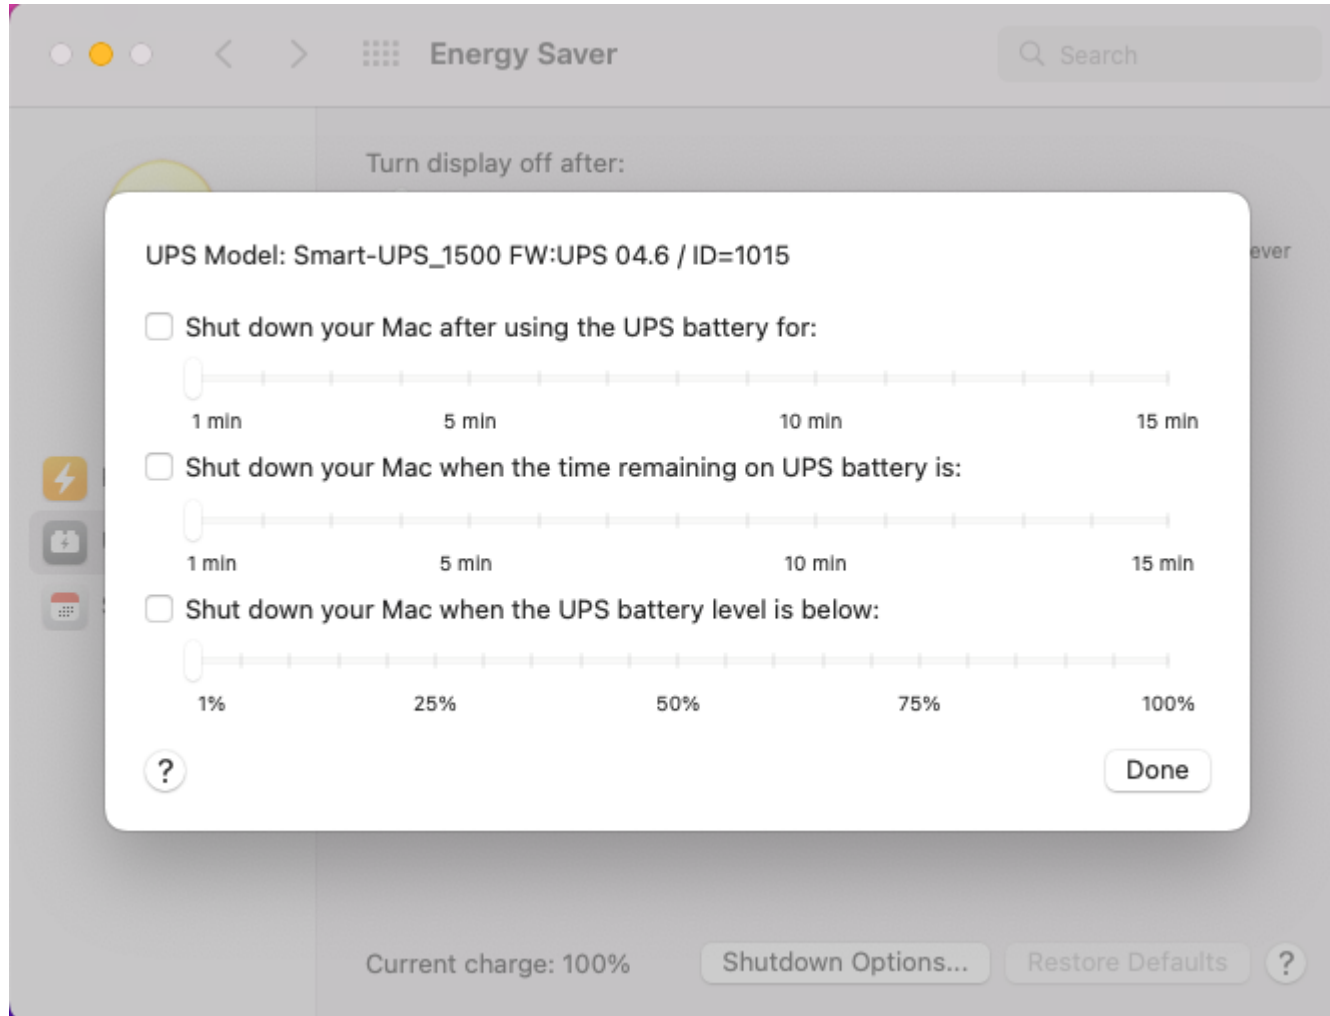 Energy Saver
Search
Turn display off after:
ever
UPS Model: Smart-UPS_1500 FW:UPS 04.6 / ID=1015
Shut down your Mac after using the UPS battery for:
1 min 5 min 10 min 15 min
Shut down your Mac when the time remaining on UPS battery is:
1 min 5 min 10 min 15 min
Shut down your Mac when the UPS battery level is below:
1% 25% 50% 75% 100%
? Done
Current charge: 100% Shutdown Options... Restore Defaults ?